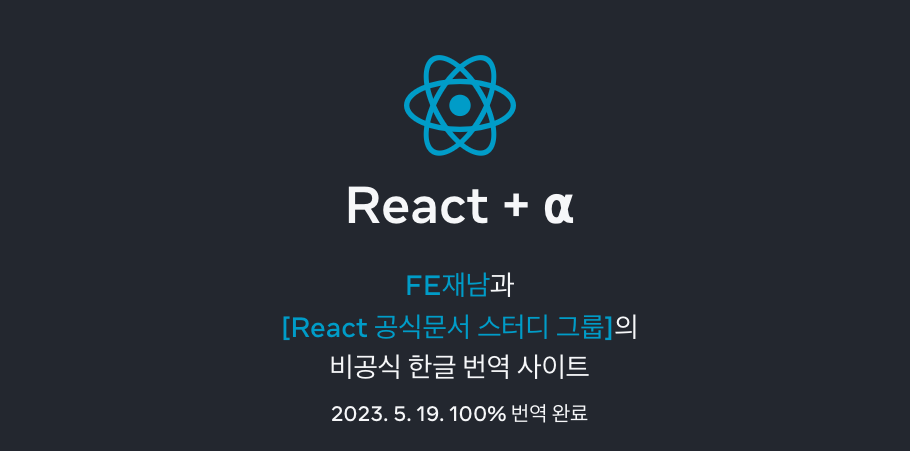 React + α
FE재남과
[React 공식문서 스터디 그룹]의
비공식 한글 번역 사이트
2023. 5. 19. 100% 번역 완료